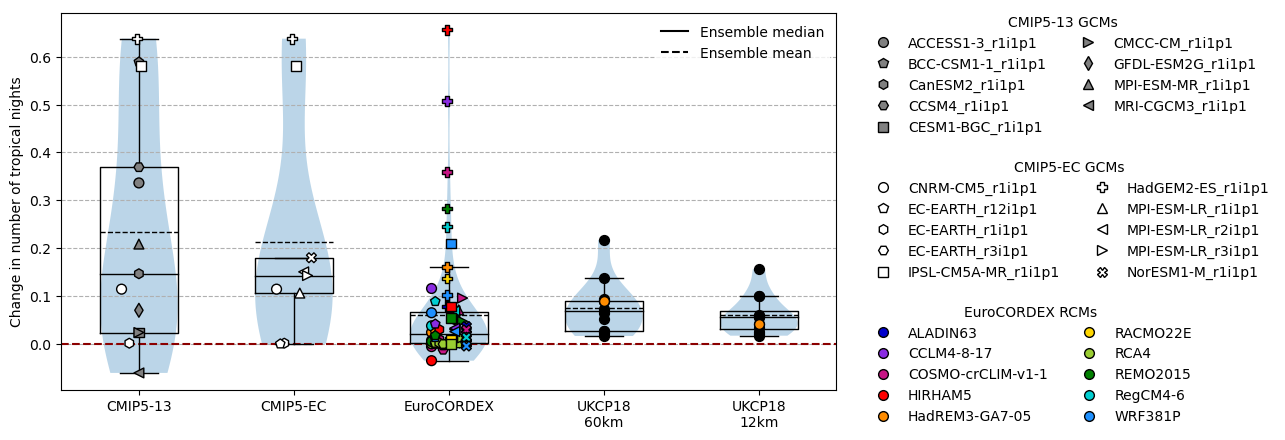 Change in number of tropical nights
0.6
0.5
0.4
0.3
0.2
0.1
0.0
Ensemble median
Ensemble mean
CMIP5-13
CMIP5-EC
EuroCORDEX
UKCP18
60km
UKCP18
12km
CMIP5-13 GCMs
ACCESS1-3_r1i1p1
BCC-CSM1-1_r1i1p1
CanESM2_r1i1p1
CCSM4_r1i1p1
CESM1-BGC_r1i1p1
CMCC-CM_r1i1p1
GFDL-ESM2G_r1i1p1
MPI-ESM-MR_r1i1p1
MRI-CGCM3_r1i1p1
CMIP5-EC GCMs
CNRM-CM5_r1i1p1
EC-EARTH_r12i1p1
EC-EARTH_r1i1p1
EC-EARTH_r3i1p1
IPSL-CM5A-MR_r1i1p1
HadGEM2-ES_r1i1p1
MPI-ESM-LR_r1i1p1
MPI-ESM-LR_r2i1p1
MPI-ESM-LR_r3i1p1
NorESM1-M_r1i1p1
EuroCORDEX RCMs
ALADIN63
CCLM4-8-17
COSMO-crCLIM-v1-1
HIRHAM5
HadREM3-GA7-05
RACMO22E
RCA4
REMO2015
RegCM4-6
WRF381P